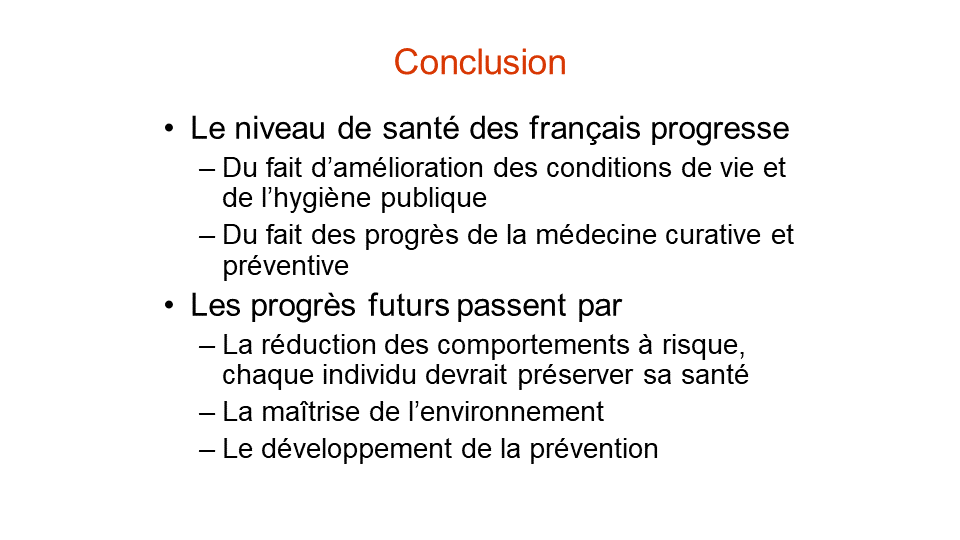 Conclusion
• Le niveau de santé des français progresse
– Du fait d’amélioration des conditions de vie et
de l’hygiène publique
– Du fait des progrès de la médecine curative et
préventive
• Les progrès futurs passent par
– La réduction des comportements à risque,
chaque individu devrait préserver sa santé
– La maîtrise de l’environnement
– Le développement de la prévention